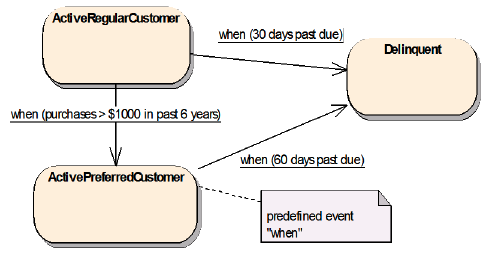 ActiveRegularCustomer
when (30 days past due)
Delinquent
when (purchases > $1000 in past 6 years)
ActivePreferredCustomer
when (60 days past due)
predefined event
"when"